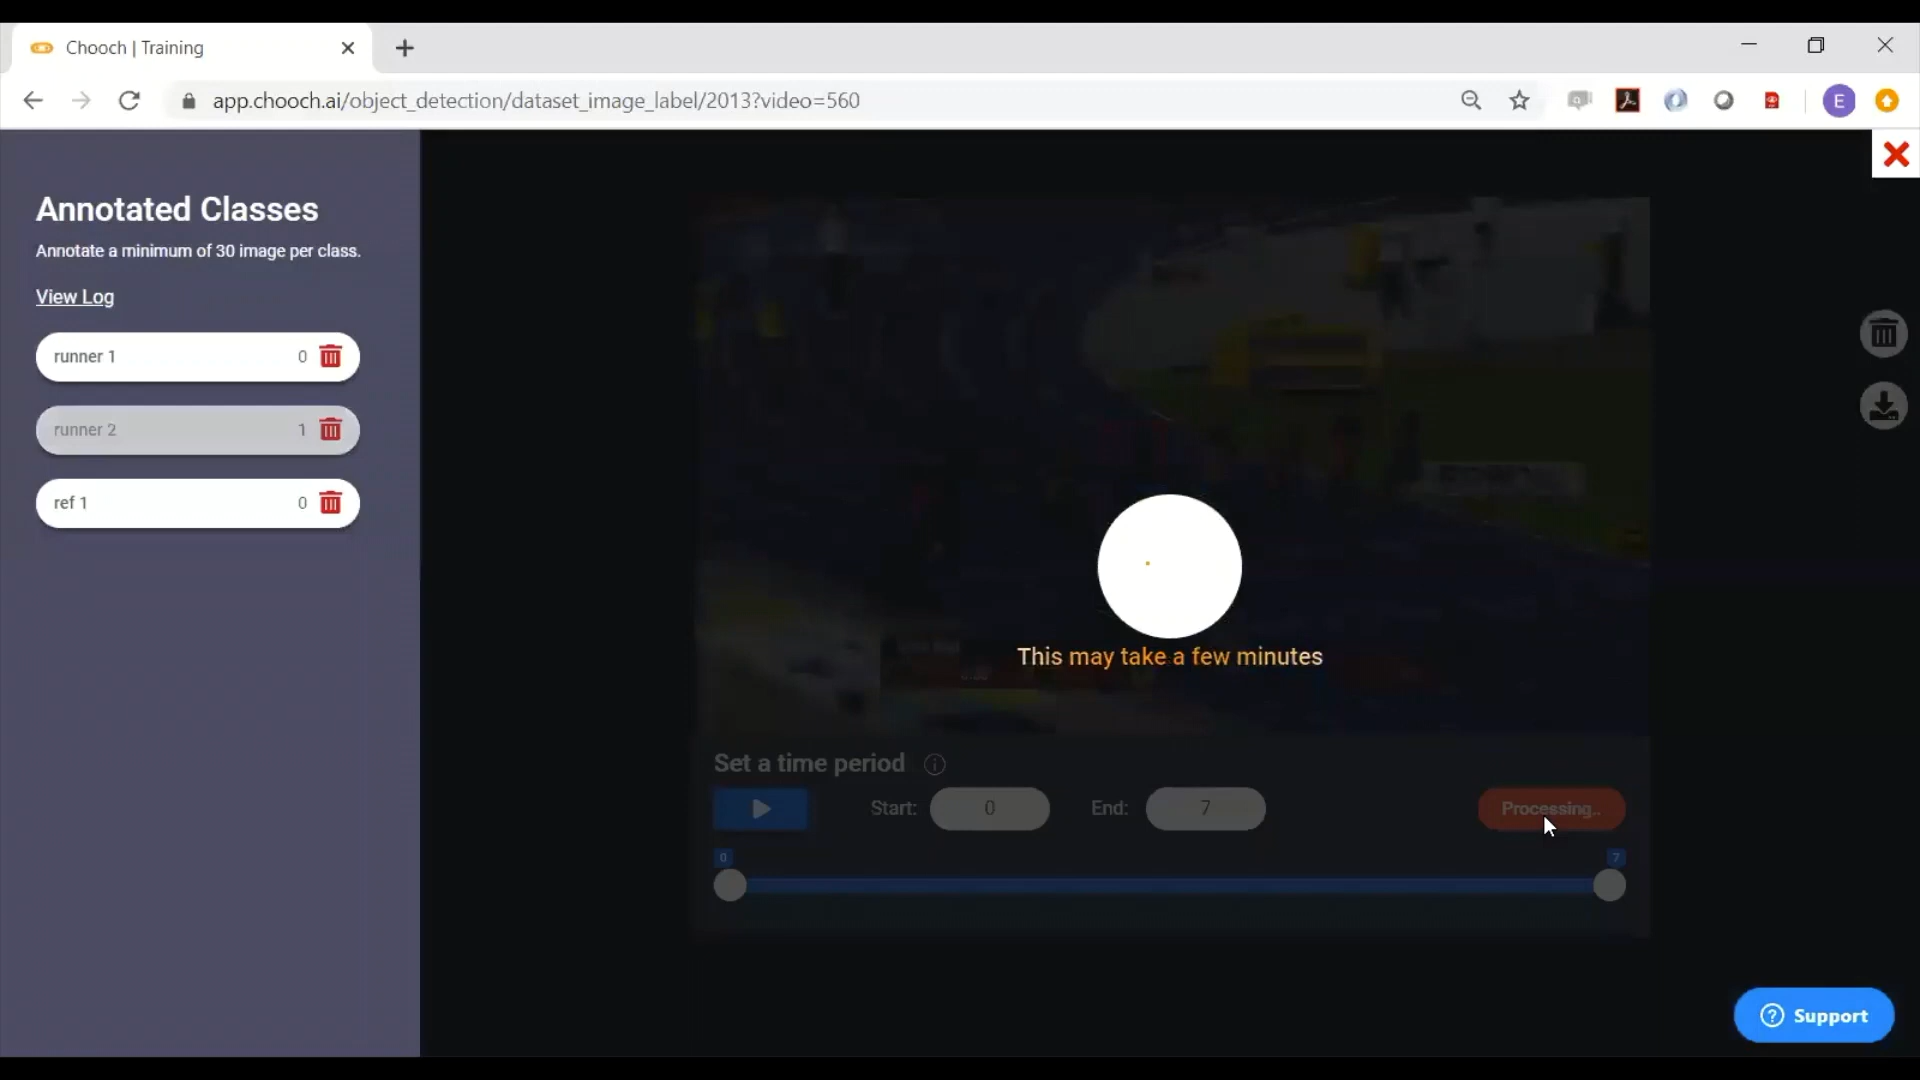 Chooch | Training
app.chooch.ai/object_detection/dataset_image_label/2013?video=560
E
Annotated Classes
Annotate a minimum of 30 image per class.
View Log
runner 1 0
runner 2 1
ref 1 0
This may take a few minutes
Set a time period
Start: 0 End: 7 Processing..
0 7
Support